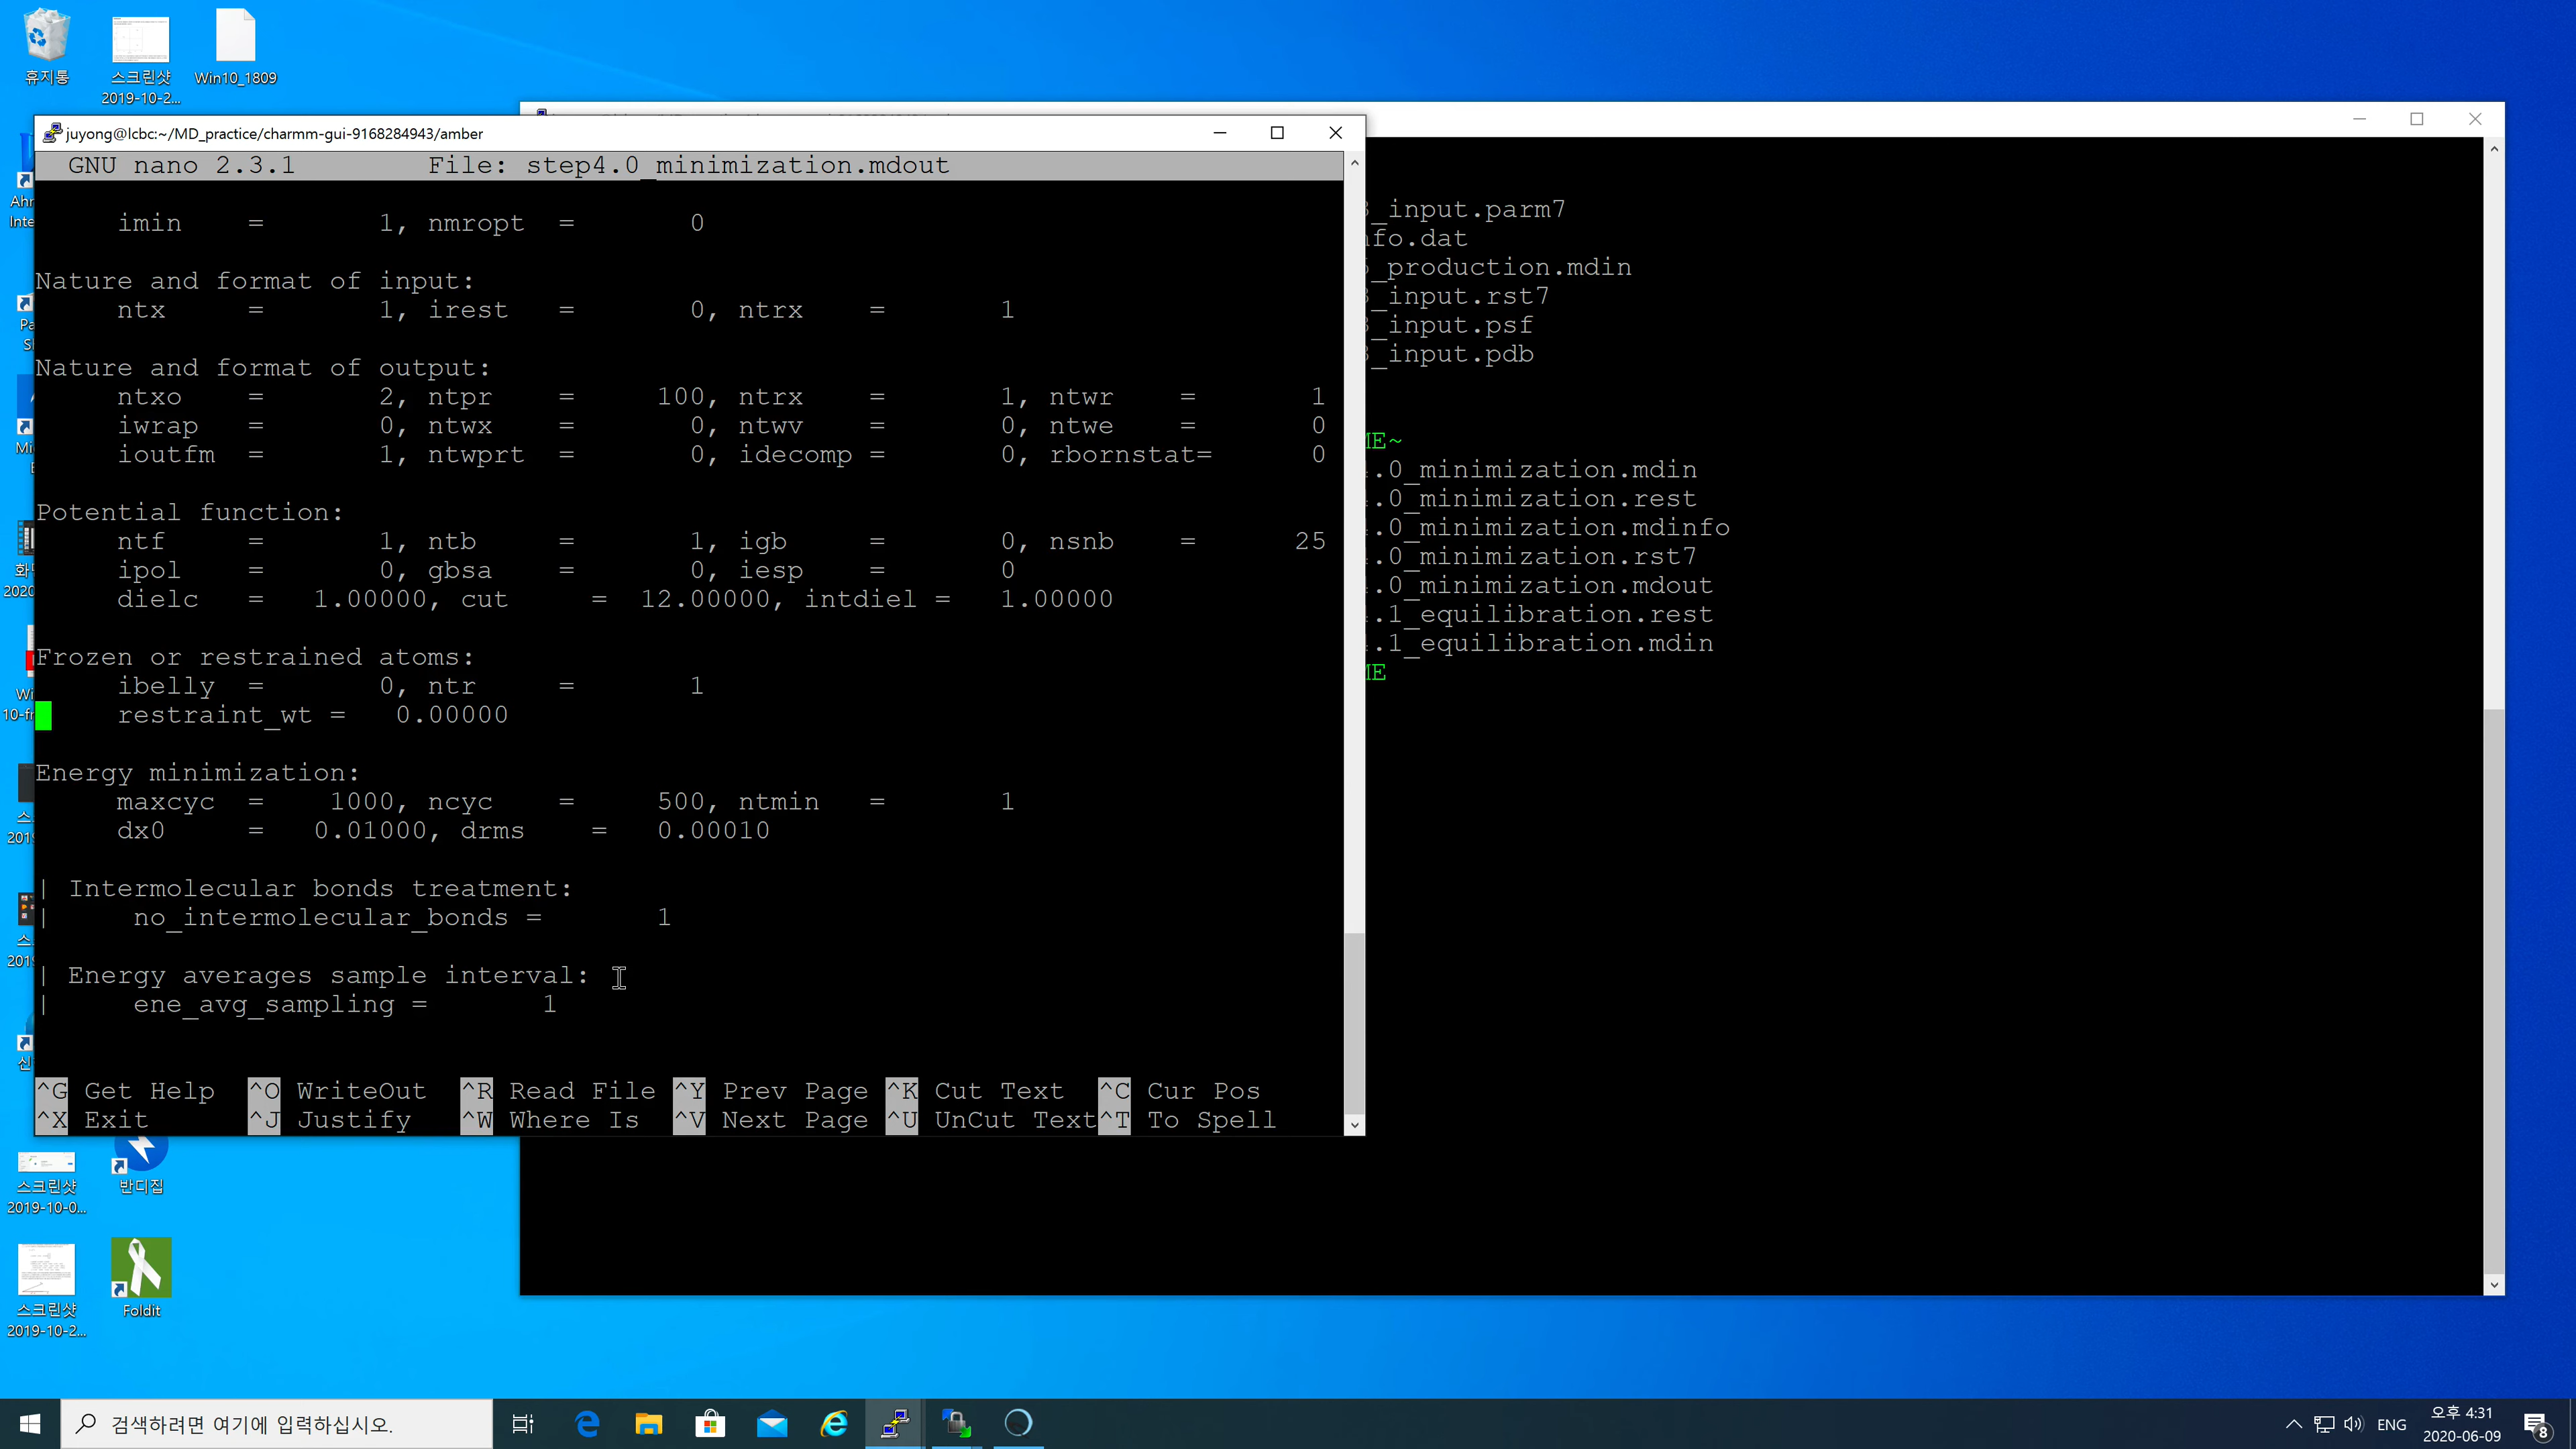 휴지통
스크린샷
2019-10-2...
Win10_1809
juyong@lcbc:~/MD_practice/charmm-gui-9168284943/amber
GNU nano 2.3.1 File: step4.0_minimization.mdout
imin = 1, nmropt = 0
Nature and format of input:
ntx = 1, irest = 0, ntrx = 1
Nature and format of output:
ntxo = 2, ntpr = 100, ntrx = 1, ntwr = 1
iwrap = 0, ntwx = 0, ntwv = 0, ntwe = 0
ioutfm = 1, ntwprt = 0, idecomp = 0, rbornstat= 0
Potential function:
ntf = 1, ntb = 1, igb = 0, nsnb = 25
ipol = 0, gbsa = 0, iesp = 0
dielc = 1.00000, cut = 12.00000, intdiel = 1.00000
Frozen or restrained atoms:
ibelly = 0, ntr = 1
restraint_wt = 0.00000
Energy minimization:
maxcyc = 1000, ncyc = 500, ntmin = 1
dx0 = 0.01000, drms = 0.00010
| Intermolecular bonds treatment:
| no_intermolecular_bonds = 1
| Energy averages sample interval:
| ene_avg_sampling = 1
^G Get Help ^O WriteOut ^R Read File ^Y Prev Page ^K Cut Text ^C Cur Pos
^X Exit ^J Justify ^W Where Is ^V Next Page ^U UnCut Text ^T To Spell
_input.parm7
fo.dat
_production.mdin
_input.rst7
_input.psf
_input.pdb
ME~
.0_minimization.mdin
.0_minimization.rest
.0_minimization.mdinfo
.0_minimization.rst7
.0_minimization.mdout
.1_equilibration.rest
.1_equilibration.mdin
ME
스크린샷
2019-10-0...
반디집
스크린샷
2019-10-2...
Foldit
검색하려면 여기에 입력하십시오.
ENG
오후 4:31
2020-06-09
8